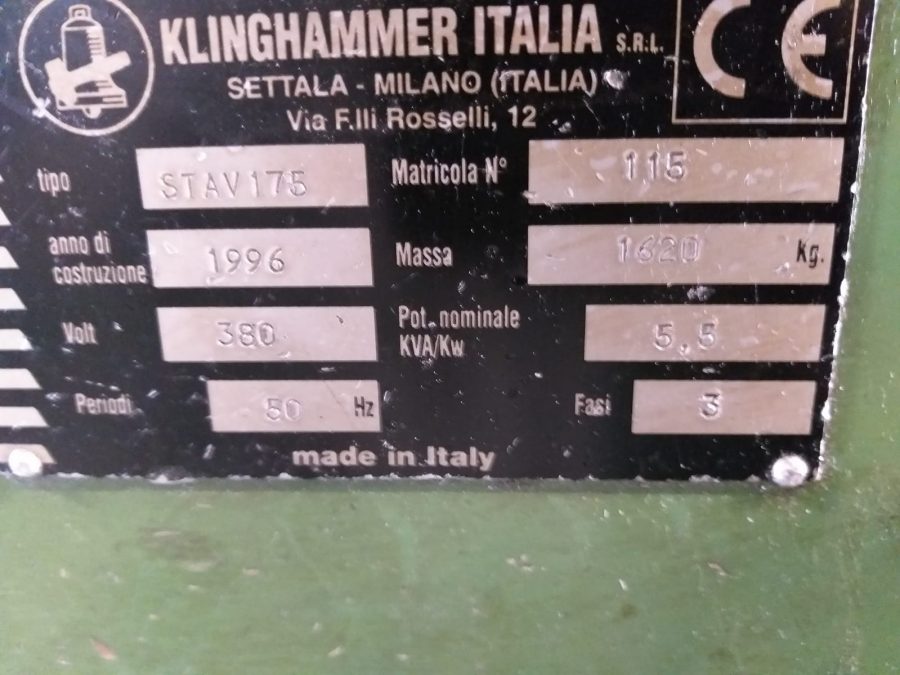 KLINGHAMMER ITALIA S.R.L.
SETTALA - MILANO (ITALIA)
Via F.lli Rosselli, 12
CE
tipo STAV175 Matricola N° 115
anno di costruzione 1996 Massa 1620 Kg.
Volt 380 Pot. nominale KVA/Kw 5,5
Periodi 50 Hz Fasi 3
made in Italy